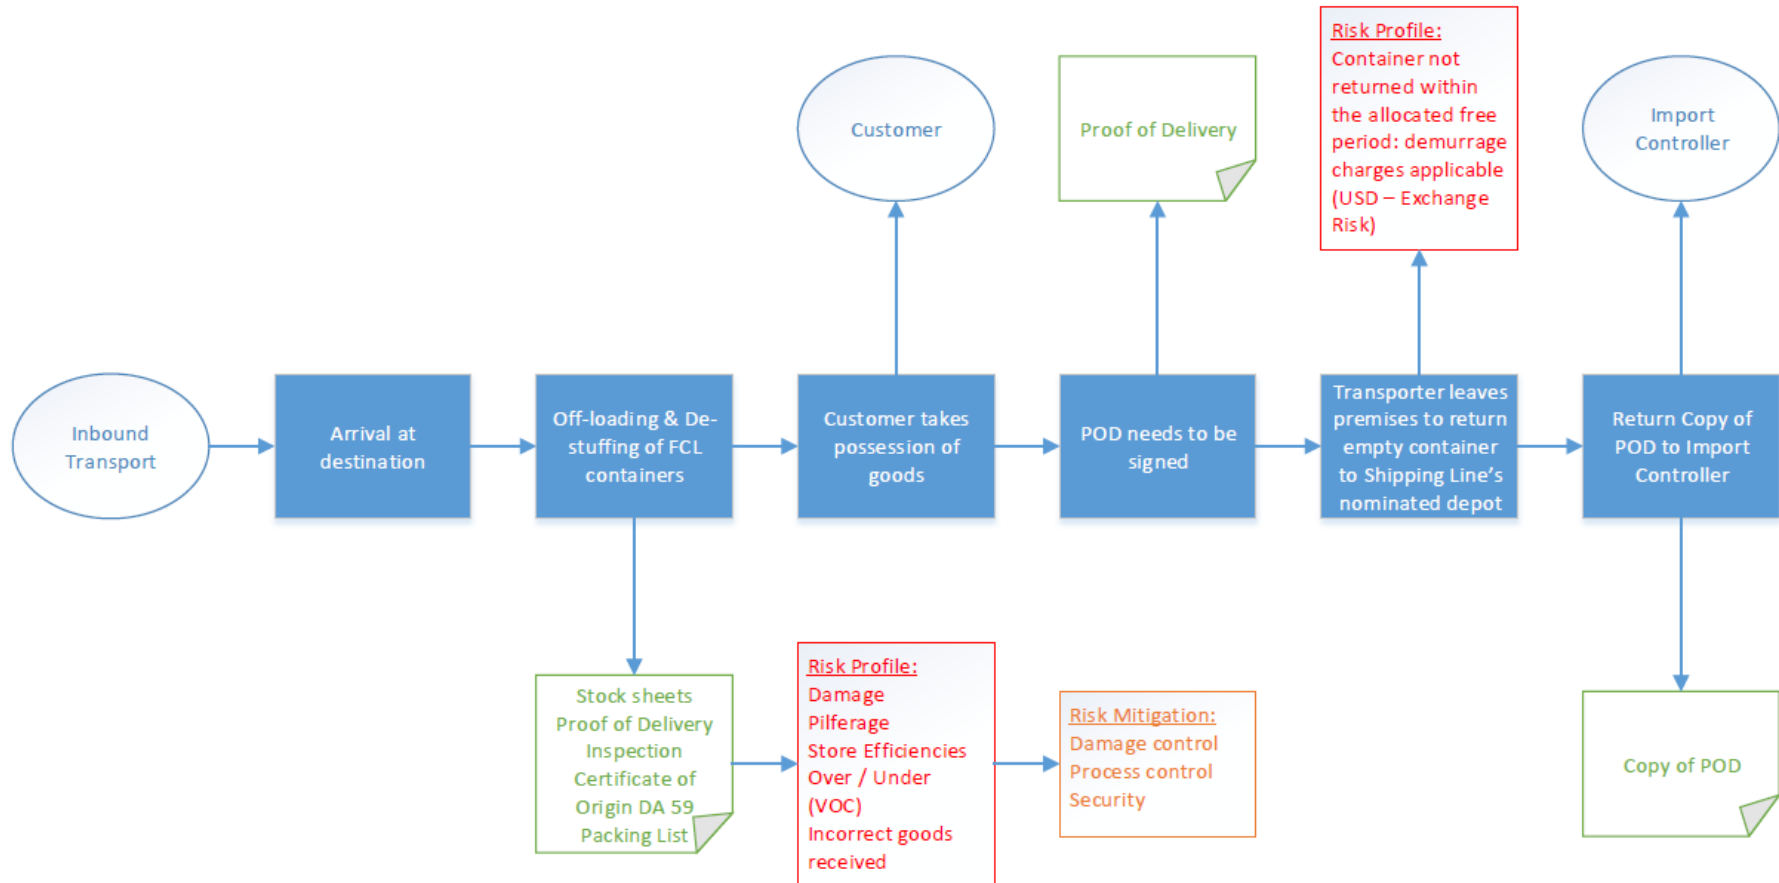 Customer
Proof of Delivery
Risk Profile:
Container not
returned within
the allocated free
period: demurrage
charges applicable
(USD – Exchange
Risk)
Import
Controller
Inbound
Transport
Arrival at
destination
Off-loading & De-
stuffing of FCL
containers
Customer takes
possession of
goods
POD needs to be
signed
Transporter leaves
premises to return
empty container
to Shipping Line’s
nominated depot
Return Copy of
POD to Import
Controller
Stock sheets
Proof of Delivery
Inspection
Certificate of
Origin DA 59
Packing List
Risk Profile:
Damage
Pilferage
Store Efficiencies
Over / Under
(VOC)
Incorrect goods
received
Risk Mitigation:
Damage control
Process control
Security
Copy of POD